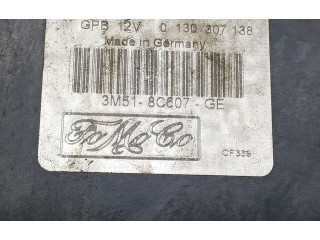 GPB 12V 0 130 307 138
Made in Germany
3M51-8C607-GE
FoMoCo
CF339